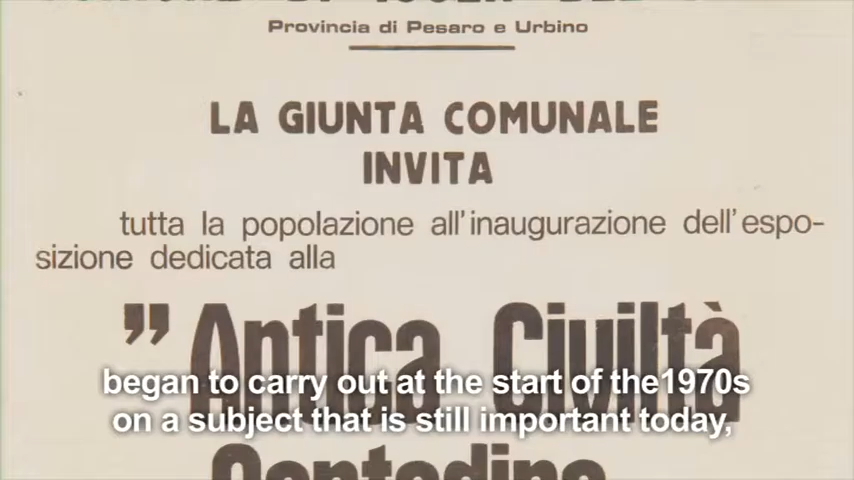 Provincia di Pesaro e Urbino
LA GIUNTA COMUNALE
INVITA
tutta la popolazione all'inaugurazione dell'espo-
sizione dedicata alla
" Antica Civiltà
began to carry out at the start of the1970s
on a subject that is still important today,
Contadina